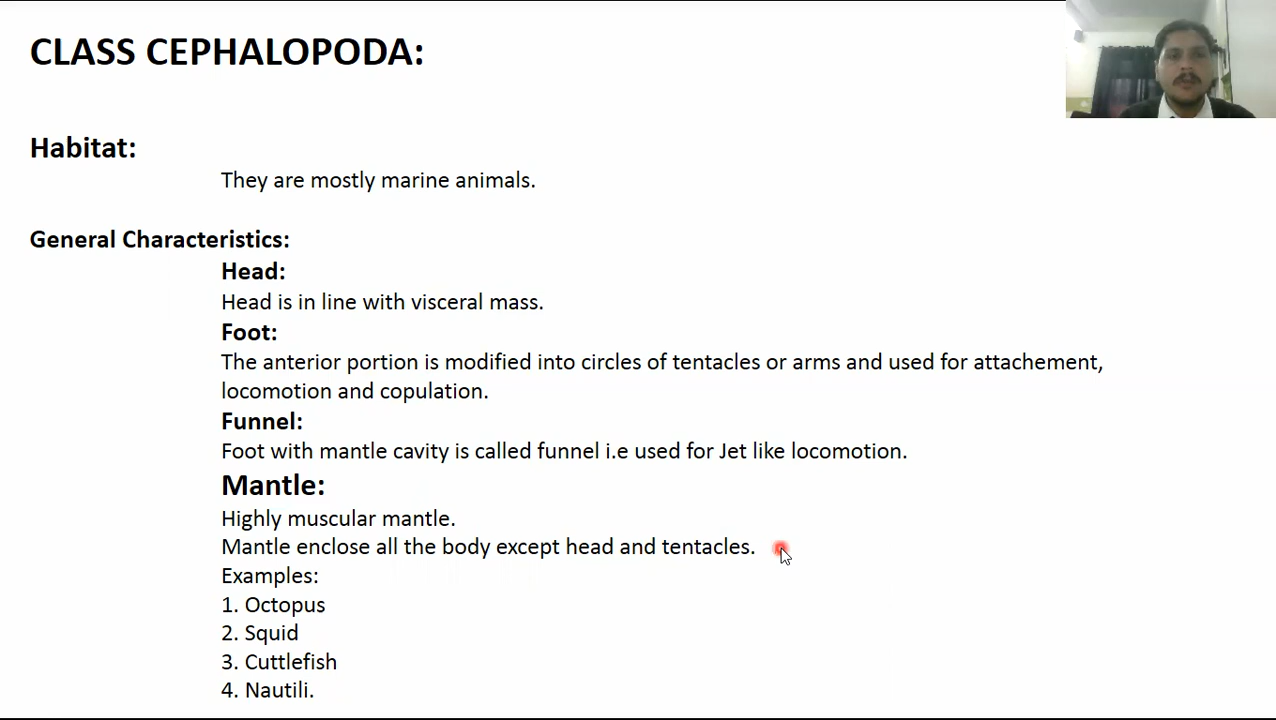 CLASS CEPHALOPODA:
Habitat:
They are mostly marine animals.
General Characteristics:
Head:
Head is in line with visceral mass.
Foot:
The anterior portion is modified into circles of tentacles or arms and used for attachement,
locomotion and copulation.
Funnel:
Foot with mantle cavity is called funnel i.e used for Jet like locomotion.
Mantle:
Highly muscular mantle.
Mantle enclose all the body except head and tentacles.
Examples:
1. Octopus
2. Squid
3. Cuttlefish
4. Nautili.